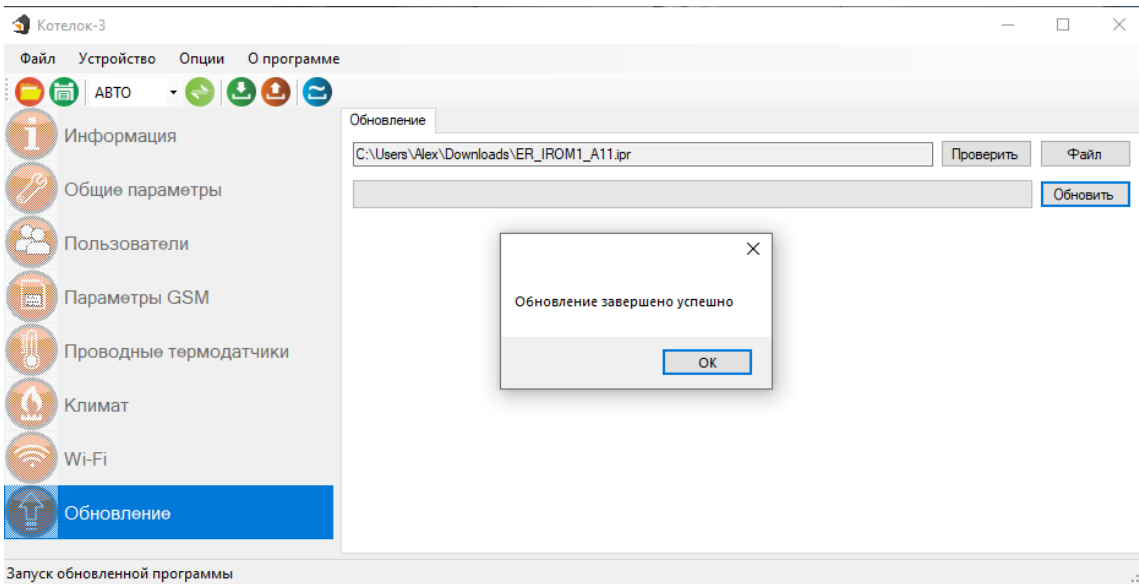 Котелок-3
Файл Устройство Опции О программе
АВТО
Информация
Общие параметры
Пользователи
Параметры GSM
Проводные термодатчики
Климат
Wi-Fi
Обновление
Обновление
C:\Users\Alex\Downloads\ER_IROM1_A11.ipr
Проверить
Файл
Обновить
Обновление завершено успешно
ОК
Запуск обновленной программы